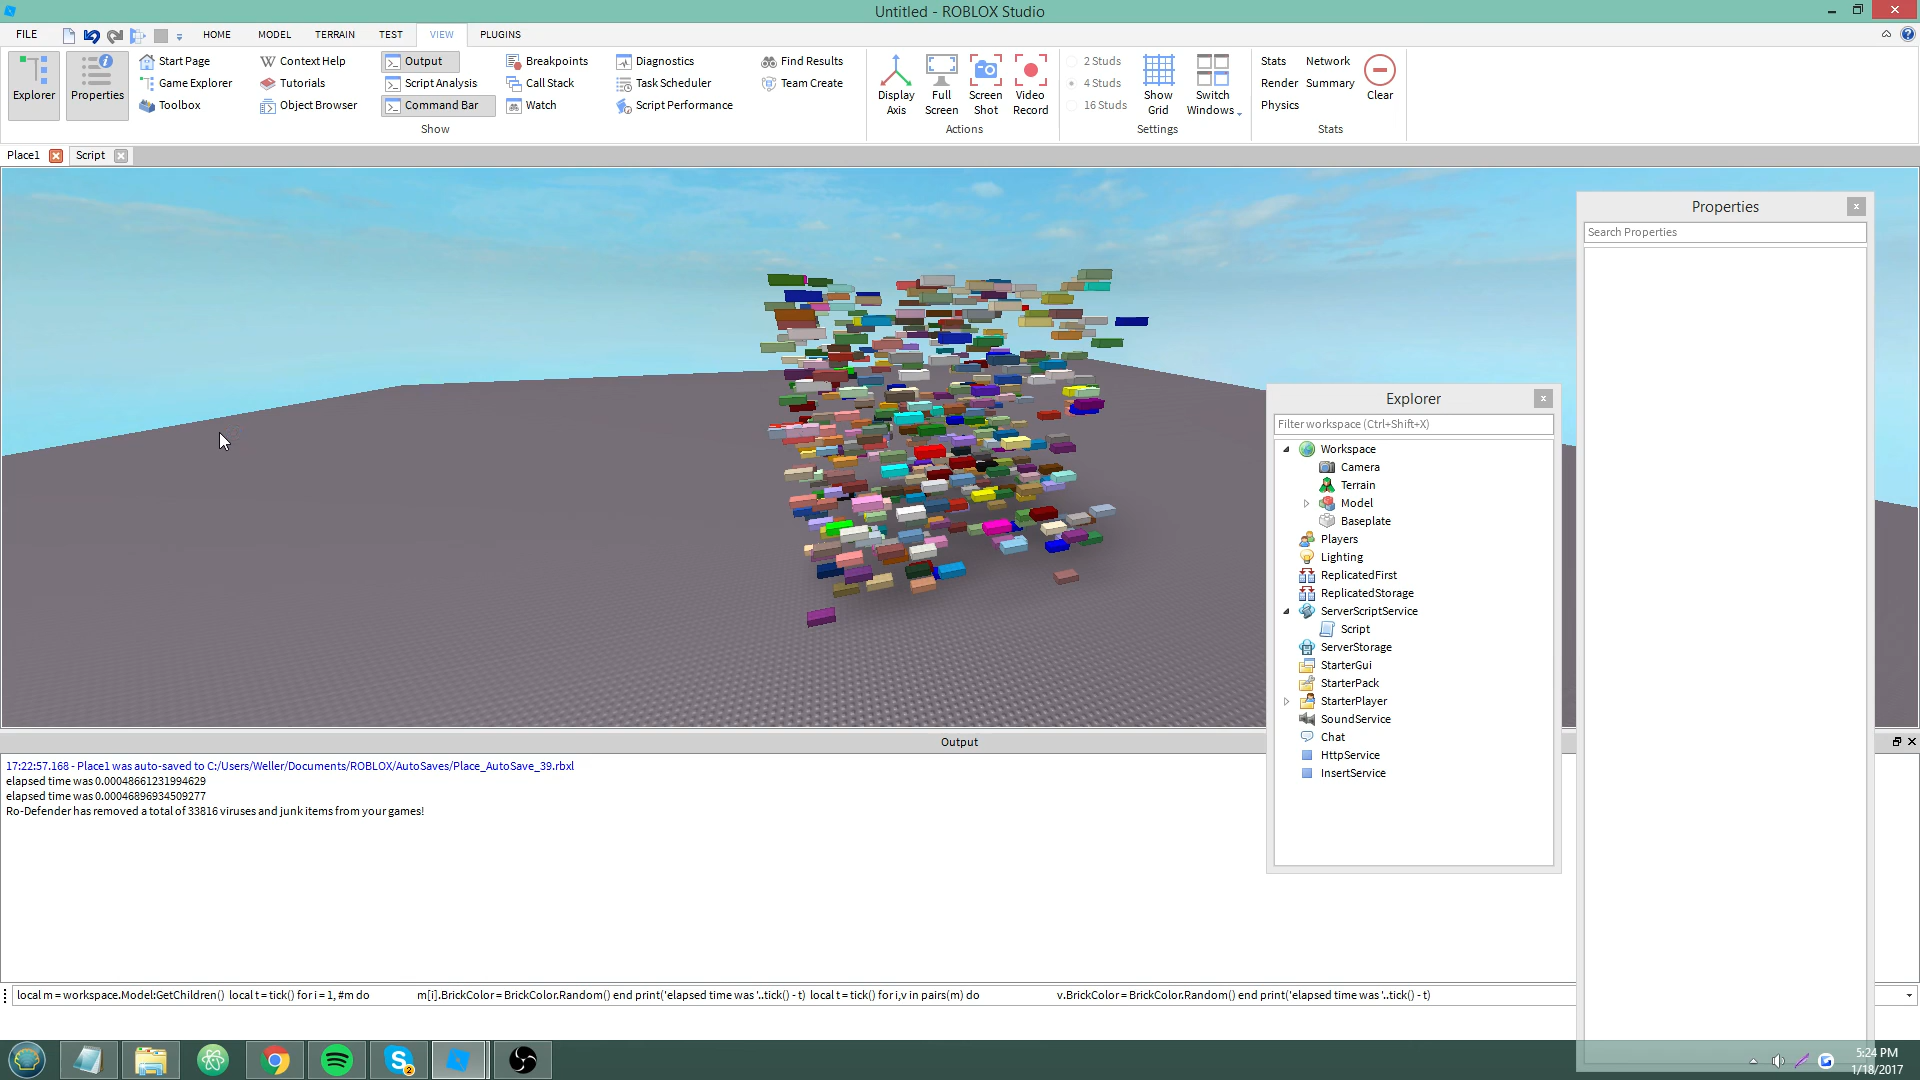 Untitled - ROBLOX Studio
FILE HOME MODEL TERRAIN TEST VIEW PLUGINS
Explorer
Properties
Start Page
Game Explorer
Toolbox
Context Help
Tutorials
Object Browser
Output
Script Analysis
Command Bar
Breakpoints
Call Stack
Watch
Diagnostics
Task Scheduler
Script Performance
Find Results
Team Create
Show
Display Axis
Full Screen
Screen Shot
Video Record
Actions
2 Studs
4 Studs
16 Studs
Show Grid
Switch Windows
Settings
Stats Network
Render Summary
Physics
Clear
Stats
Place1 Script
Properties
Search Properties
Explorer
Filter workspace (Ctrl+Shift+X)
Workspace
Camera
Terrain
Model
Baseplate
Players
Lighting
ReplicatedFirst
ReplicatedStorage
ServerScriptService
Script
ServerStorage
StarterGui
StarterPack
StarterPlayer
SoundService
Chat
HttpService
InsertService
Output
17:22:57.168 - Place1 was auto-saved to C:/Users/Weller/Documents/ROBLOX/AutoSaves/Place_AutoSave_39.rbxl
elapsed time was 0.00048661231994629
elapsed time was 0.00046896934509277
Ro-Defender has removed a total of 33816 viruses and junk items from your games!
local m = workspace.Model:GetChildren() local t = tick() for i = 1, #m do m[i].BrickColor = BrickColor.Random() end print('elapsed time was '..tick() - t) local t = tick() for i,v in pairs(m) do v.BrickColor = BrickColor.Random() end print('elapsed time was '..tick() - t)
2
5:24 PM
1/18/2017